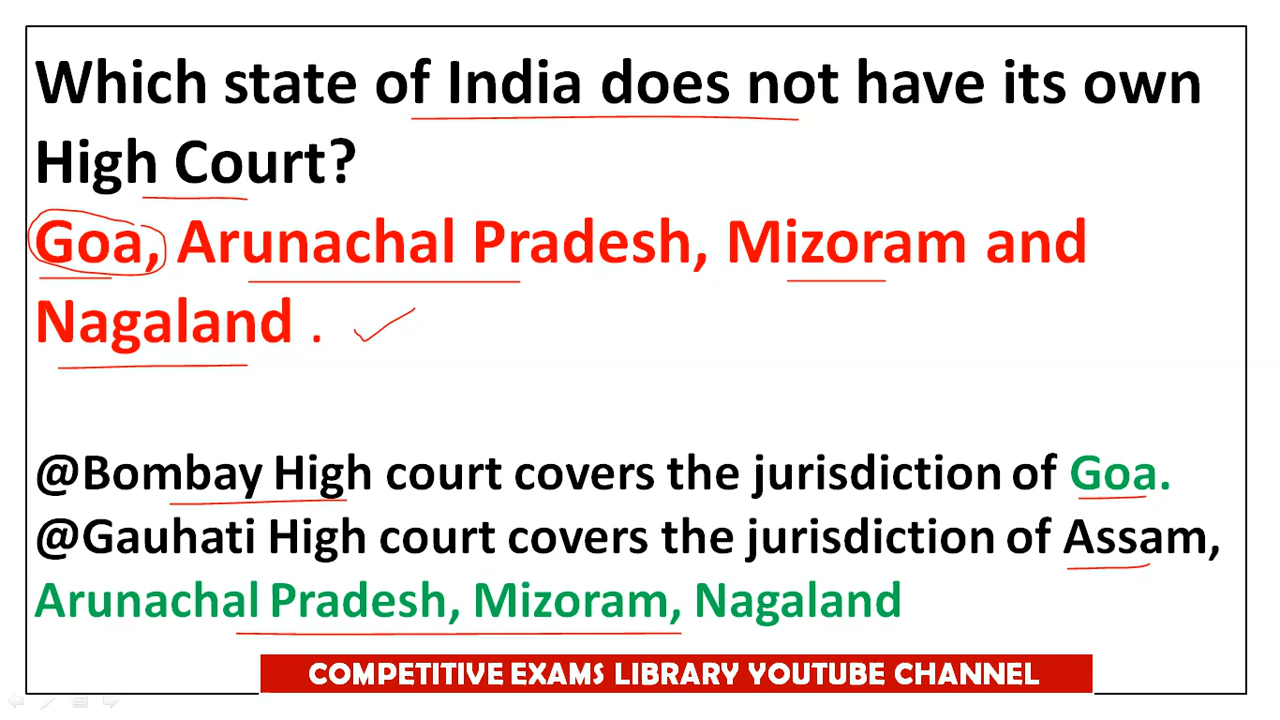 Which state of India does not have its own
High Court?
Goa, Arunachal Pradesh, Mizoram and
Nagaland .
@Bombay High court covers the jurisdiction of Goa.
@Gauhati High court covers the jurisdiction of Assam,
Arunachal Pradesh, Mizoram, Nagaland
COMPETITIVE EXAMS LIBRARY YOUTUBE CHANNEL